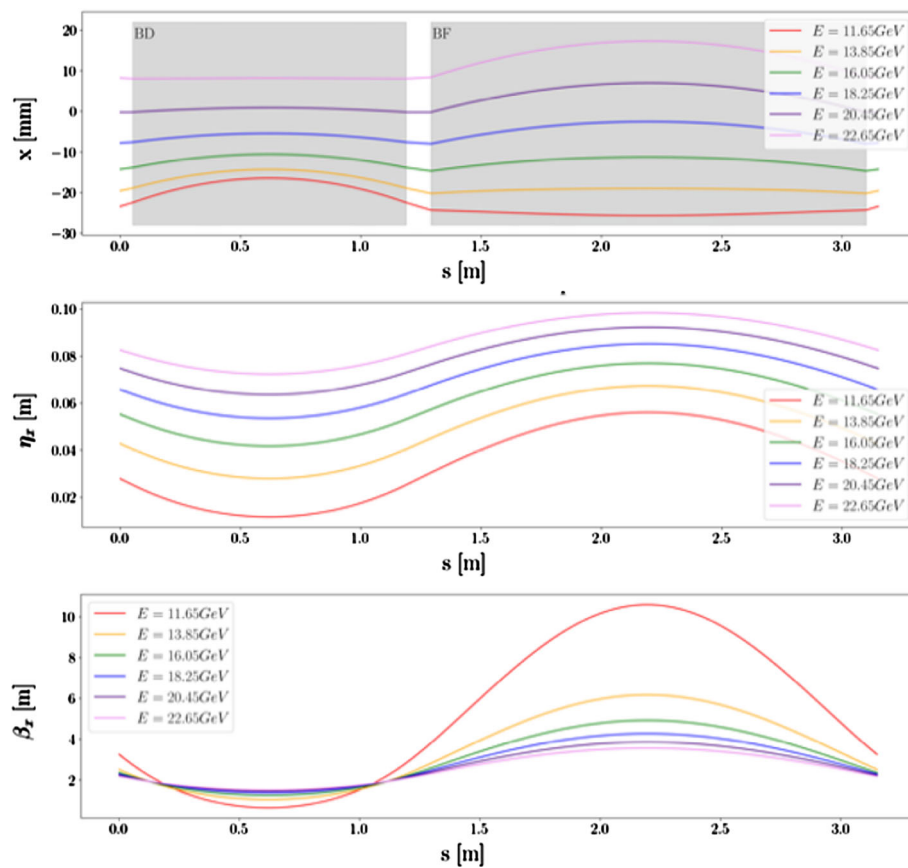 BD
BF
E = 11.65GeV
E = 13.85GeV
E = 16.05GeV
E = 18.25GeV
E = 20.45GeV
E = 22.65GeV
20
10
0
−10
−20
−30
x [mm]
0.0 0.5 1.0 1.5 2.0 2.5 3.0
s [m]
0.10
0.08
0.06
0.04
0.02
ηx [m]
E = 11.65GeV
E = 13.85GeV
E = 16.05GeV
E = 18.25GeV
E = 20.45GeV
E = 22.65GeV
0.0 0.5 1.0 1.5 2.0 2.5 3.0
s [m]
E = 11.65GeV
E = 13.85GeV
E = 16.05GeV
E = 18.25GeV
E = 20.45GeV
E = 22.65GeV
10
8
6
4
2
βx [m]
0.0 0.5 1.0 1.5 2.0 2.5 3.0
s [m]